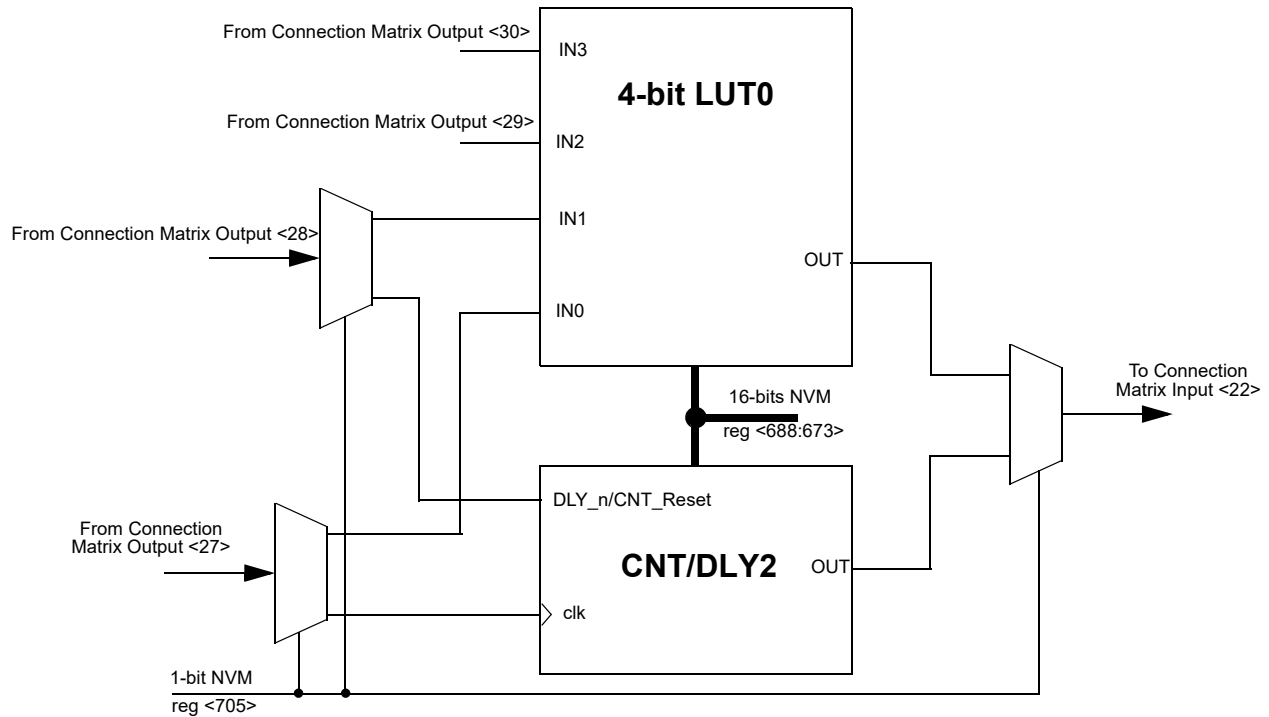 From Connection Matrix Output <30>
IN3
4-bit LUT0
From Connection Matrix Output <29>
IN2
IN1
From Connection Matrix Output <28>
OUT
IN0
To Connection
Matrix Input <22>
16-bits NVM
reg <688:673>
DLY_n/CNT_Reset
From Connection
Matrix Output <27>
CNT/DLY2
OUT
clk
1-bit NVM
reg <705>